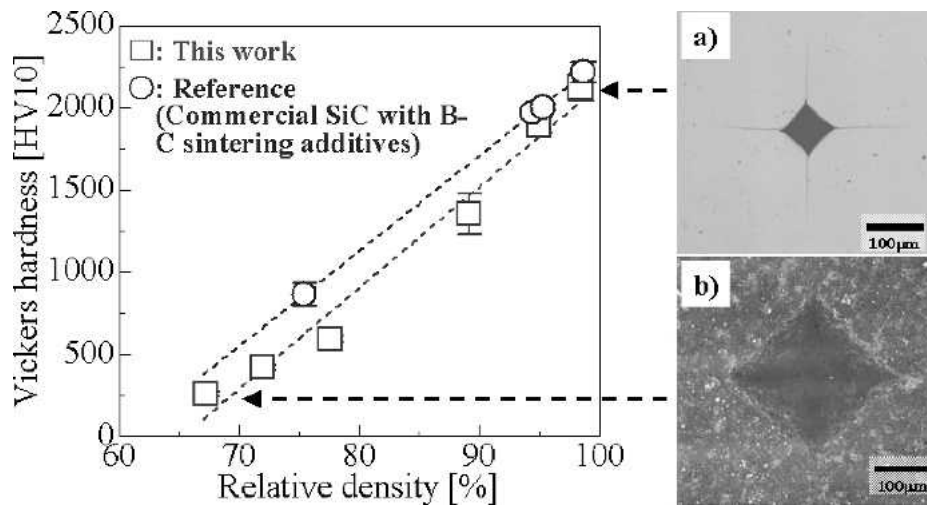 Vickers hardness [HV10]
2500
2000
1500
1000
500
0
□: This work
○: Reference
(Commercial SiC with B-
C sintering additives)
60
70
80
90
100
Relative density [%]
a)
100µm
b)
100µm